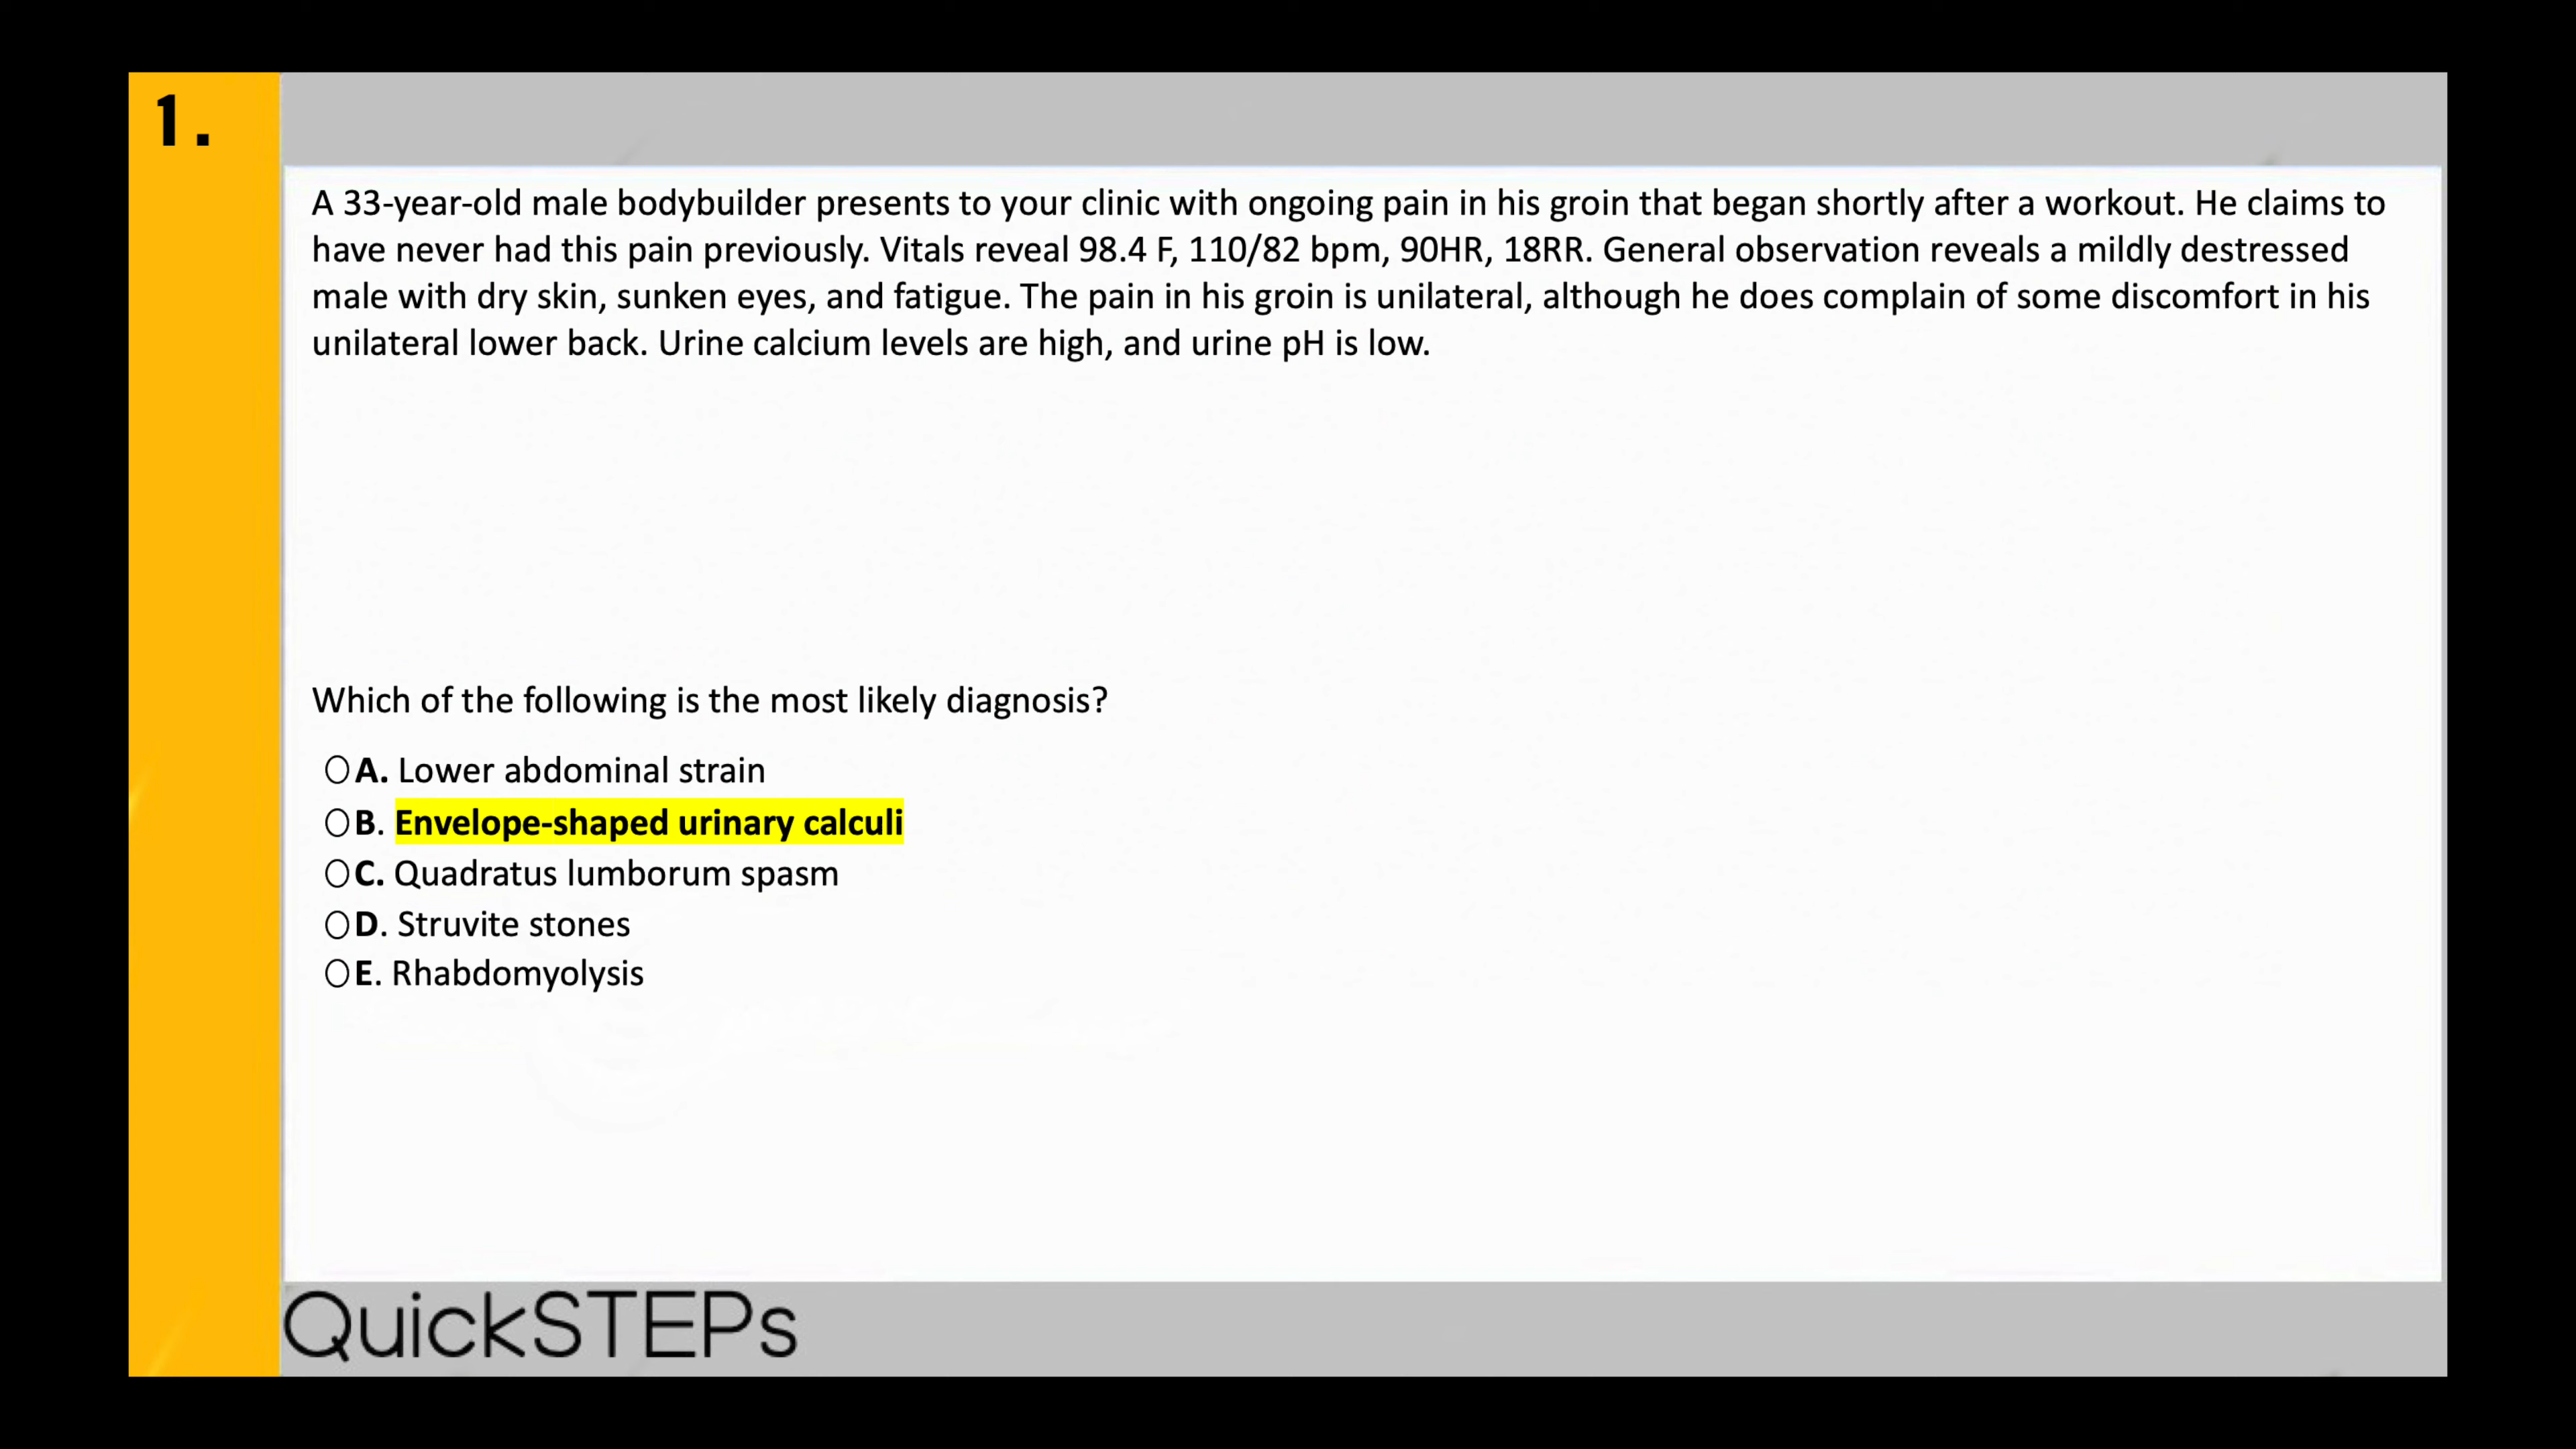 1.
A 33-year-old male bodybuilder presents to your clinic with ongoing pain in his groin that began shortly after a workout. He claims to
have never had this pain previously. Vitals reveal 98.4 F, 110/82 bpm, 90HR, 18RR. General observation reveals a mildly destressed
male with dry skin, sunken eyes, and fatigue. The pain in his groin is unilateral, although he does complain of some discomfort in his
unilateral lower back. Urine calcium levels are high, and urine pH is low.
Which of the following is the most likely diagnosis?
A. Lower abdominal strain
B. Envelope-shaped urinary calculi
C. Quadratus lumborum spasm
D. Struvite stones
E. Rhabdomyolysis
QuickSTEPs